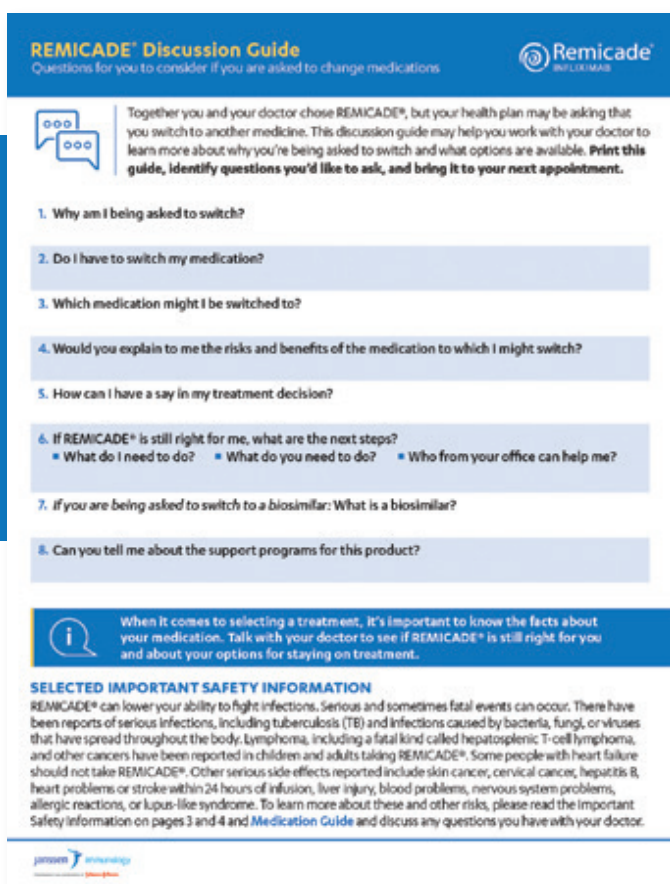 REMICADE® Discussion Guide
Questions for you to consider if you are asked to change medications
Remicade®
INFLIXIMAB
Together you and your doctor chose REMICADE®, but your health plan may be asking that
you switch to another medicine. This discussion guide may help you work with your doctor to
learn more about why you're being asked to switch and what options are available. Print this
guide, identify questions you'd like to ask, and bring it to your next appointment.
1. Why am I being asked to switch?
2. Do I have to switch my medication?
3. Which medication might I be switched to?
4. Would you explain to me the risks and benefits of the medication to which I might switch?
5. How can I have a say in my treatment decision?
6. If REMICADE® is still right for me, what are the next steps?
▪ What do I need to do? ▪ What do you need to do? ▪ Who from your office can help me?
7. If you are being asked to switch to a biosimilar: What is a biosimilar?
8. Can you tell me about the support programs for this product?
When it comes to selecting a treatment, it's important to know the facts about
your medication. Talk with your doctor to see if REMICADE® is still right for you
and about your options for staying on treatment.
SELECTED IMPORTANT SAFETY INFORMATION
REMICADE® can lower your ability to fight infections. Serious and sometimes fatal events can occur. There have
been reports of serious infections, including tuberculosis (TB) and infections caused by bacteria, fungi, or viruses
that have spread throughout the body. Lymphoma, including a fatal kind called hepatosplenic T-cell lymphoma,
and other cancers have been reported in children and adults taking REMICADE®. Some people with heart failure
should not take REMICADE®. Other serious side effects reported include skin cancer, cervical cancer, hepatitis B,
heart problems or stroke within 24 hours of infusion, liver injury, blood problems, nervous system problems,
allergic reactions, or lupus-like syndrome. To learn more about these and other risks, please read the Important
Safety Information on pages 3 and 4 and Medication Guide and discuss any questions you have with your doctor.
janssen immunology